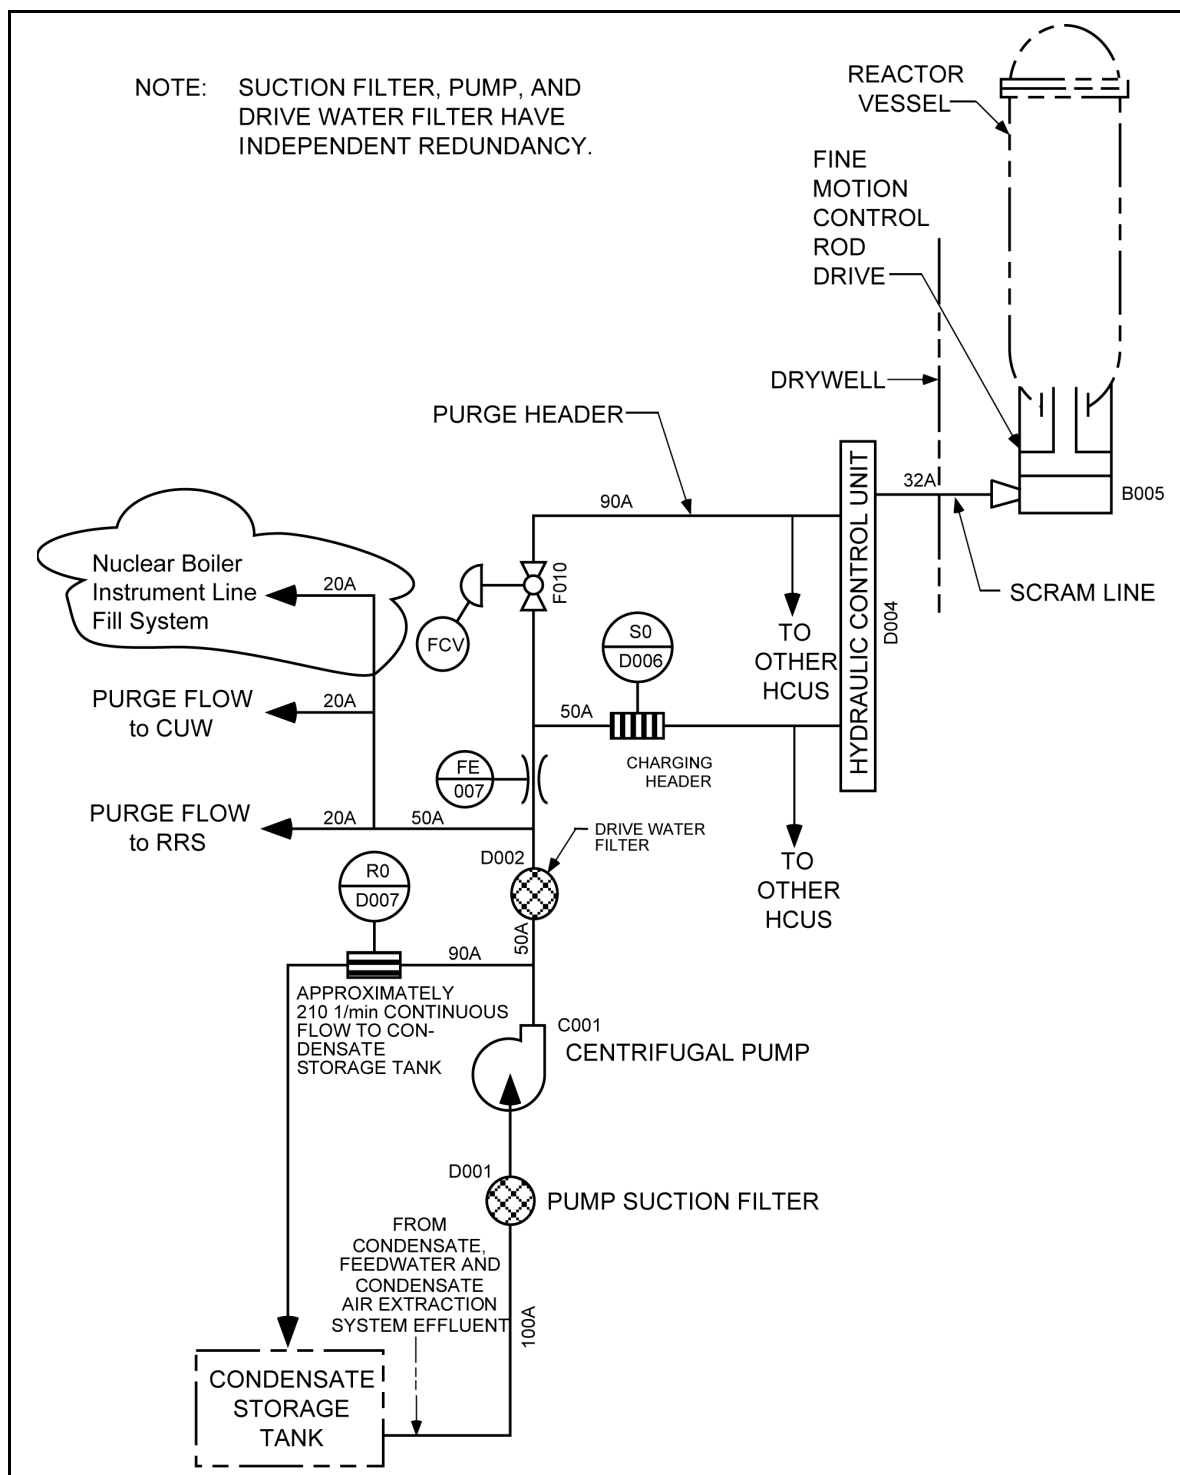 NOTE: SUCTION FILTER, PUMP, AND
DRIVE WATER FILTER HAVE
INDEPENDENT REDUNDANCY.
REACTOR
VESSEL
FINE
MOTION
CONTROL
ROD
DRIVE
DRYWELL
PURGE HEADER
90A
HYDRAULIC CONTROL UNIT
D004
32A
B005
SCRAM LINE
Nuclear Boiler
Instrument Line
Fill System
20A
F010
FCV
S0
D006
TO
OTHER
HCUS
PURGE FLOW
to CUW
20A
50A
CHARGING
HEADER
FE
007
PURGE FLOW
to RRS
20A
50A
DRIVE WATER
FILTER
D002
TO
OTHER
HCUS
R0
D007
50A
90A
APPROXIMATELY
210 1/min CONTINUOUS
FLOW TO CON-
DENSATE
STORAGE TANK
C001
CENTRIFUGAL PUMP
D001
PUMP SUCTION FILTER
FROM
CONDENSATE,
FEEDWATER AND
CONDENSATE
AIR EXTRACTION
SYSTEM EFFLUENT
100A
CONDENSATE
STORAGE
TANK